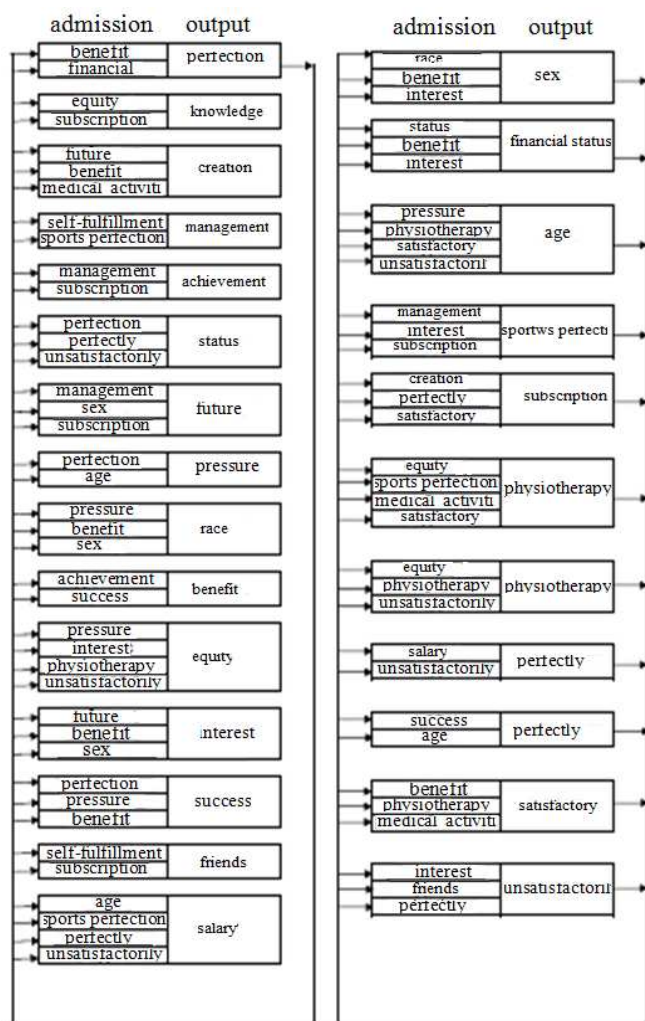 admission output
benefit
financial
perfection
equity
subscription
knowledge
future
benefit
medical activiti
creation
self-fulfillment
sports perfection
management
management
subscription
achievement
perfection
perfectly
unsatisfactorily
status
management
sex
subscription
future
perfection
age
pressure
pressure
benefit
sex
race
achievement
success
benefit
pressure
interest
physiotherapy
unsatisfactorily
equity
future
benefit
sex
interest
perfection
pressure
benefit
success
self-fulfillment
subscription
friends
age
sports perfection
perfectly
unsatisfactorily
salary
admission output
race
benefit
interest
sex
status
benefit
interest
financial status
pressure
physiotherapy
satisfactory
unsatisfactoril
age
management
interest
subscription
sportws perfecti
creation
perfectly
satisfactory
subscription
equity
sports perfection
medical activiti
satisfactory
physiotherapy
equity
physiotherapy
unsatisfactorily
physiotherapy
salary
unsatisfactorily
perfectly
success
age
perfectly
benefit
physiotherapy
medical activiti
satisfactory
interest
friends
perfectly
unsatisfactoril